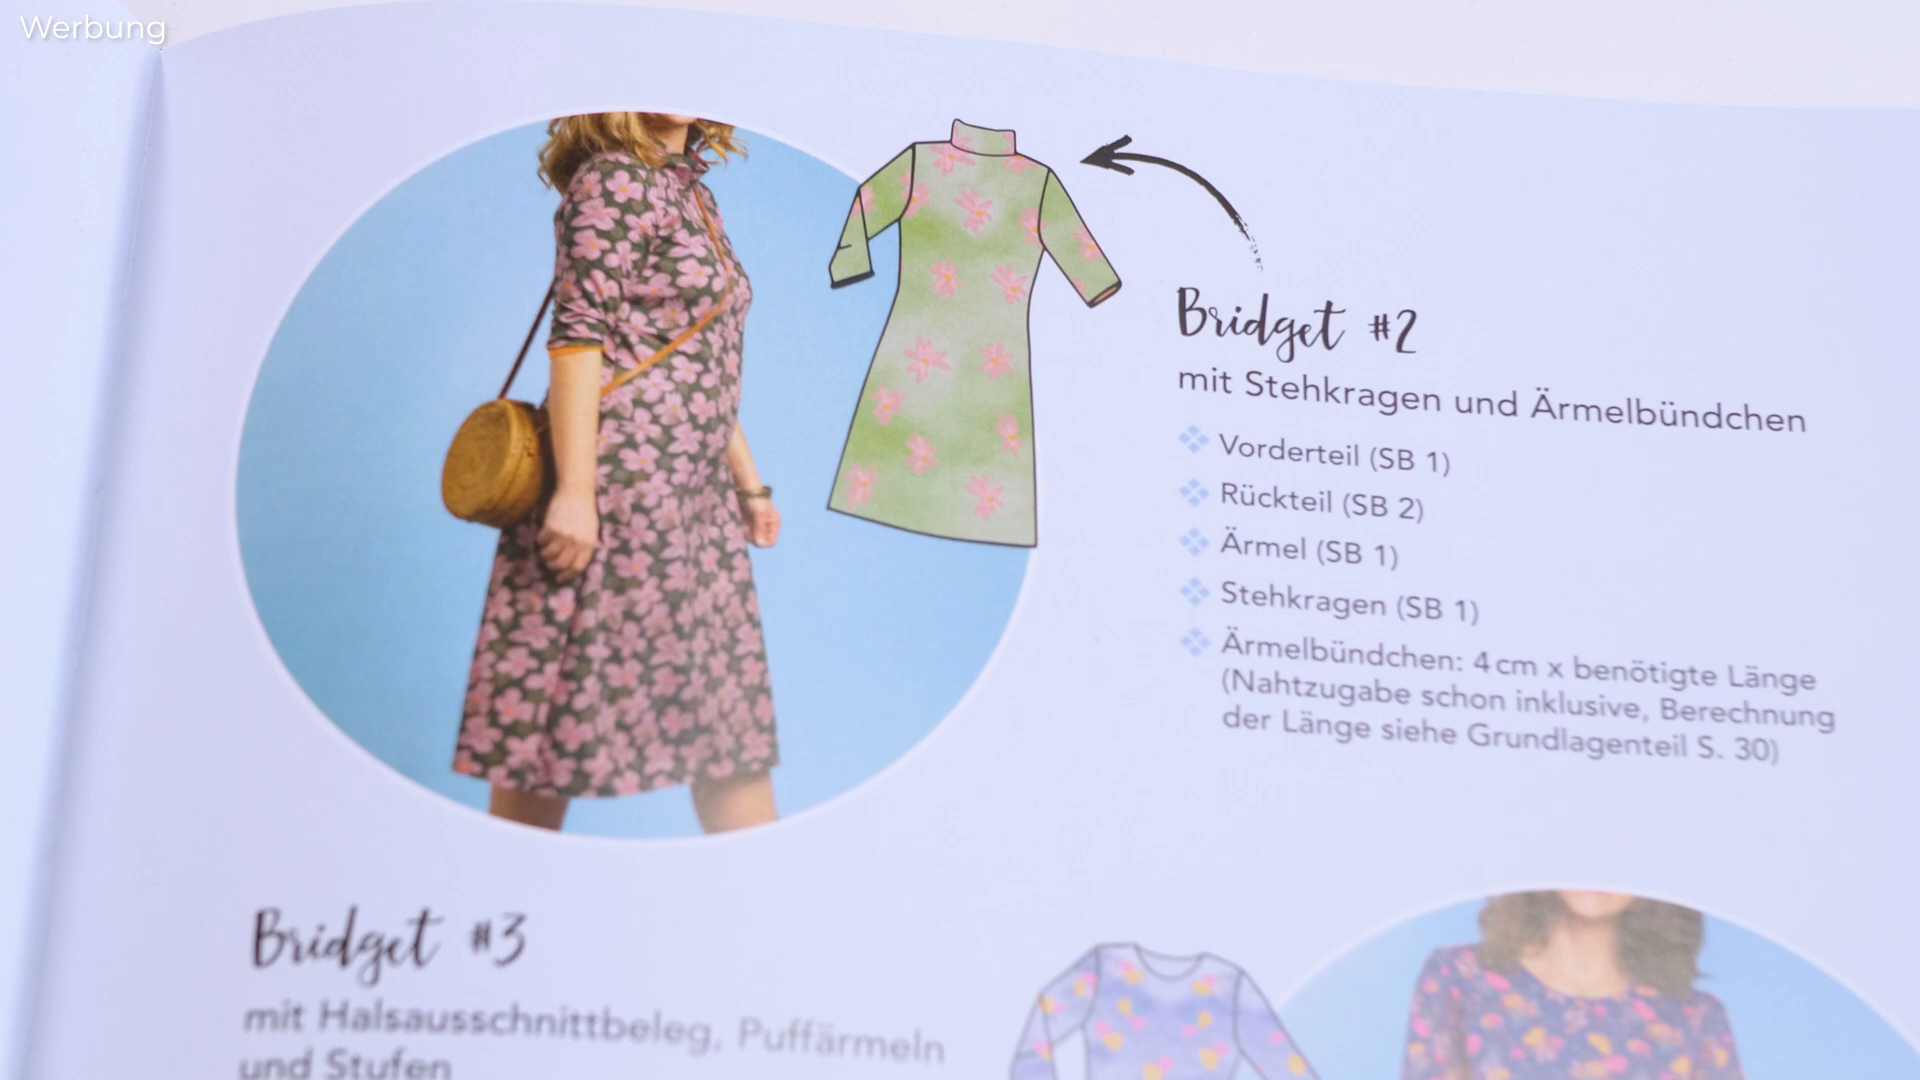 Werbung
Bridget #2
mit Stehkragen und Ärmelbündchen
Vorderteil (SB 1)
Rückteil (SB 2)
Ärmel (SB 1)
Stehkragen (SB 1)
Ärmelbündchen: 4 cm x benötigte Länge
(Nahtzugabe schon inklusive, Berechnung
der Länge siehe Grundlagenteil S. 30)
Bridget #3
mit Halsausschnittbeleg, Puffärmeln
und Stufen